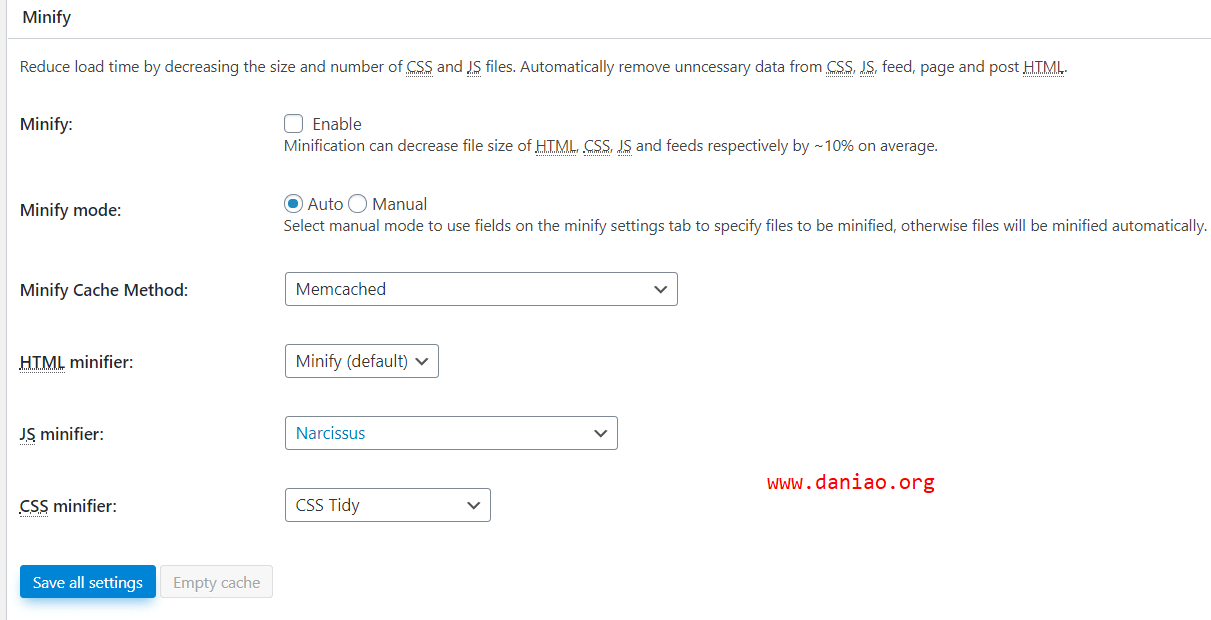 Minify
Reduce load time by decreasing the size and number of CSS and JS files. Automatically remove unncessary data from CSS, JS, feed, page and post HTML.
Minify:
Enable
Minification can decrease file size of HTML, CSS, JS and feeds respectively by ~10% on average.
Minify mode:
Auto Manual
Select manual mode to use fields on the minify settings tab to specify files to be minified, otherwise files will be minified automatically.
Minify Cache Method:
Memcached
HTML minifier:
Minify (default)
JS minifier:
Narcissus
www.daniao.org
CSS minifier:
CSS Tidy
Save all settings
Empty cache